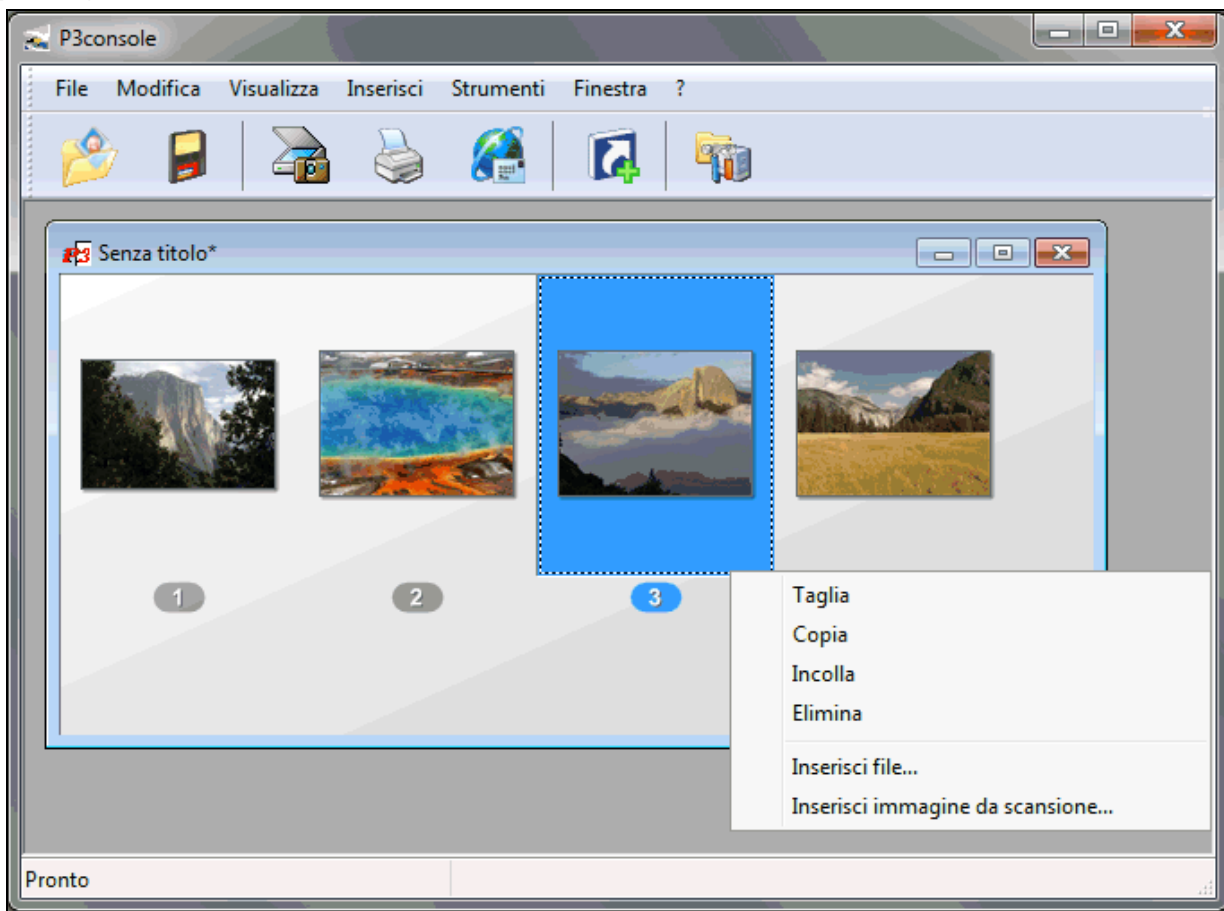 P3console
File Modifica Visualizza Inserisci Strumenti Finestra ?
P3 Senza titolo*
1 2 3
Taglia
Copia
Incolla
Elimina
Inserisci file...
Inserisci immagine da scansione...
Pronto